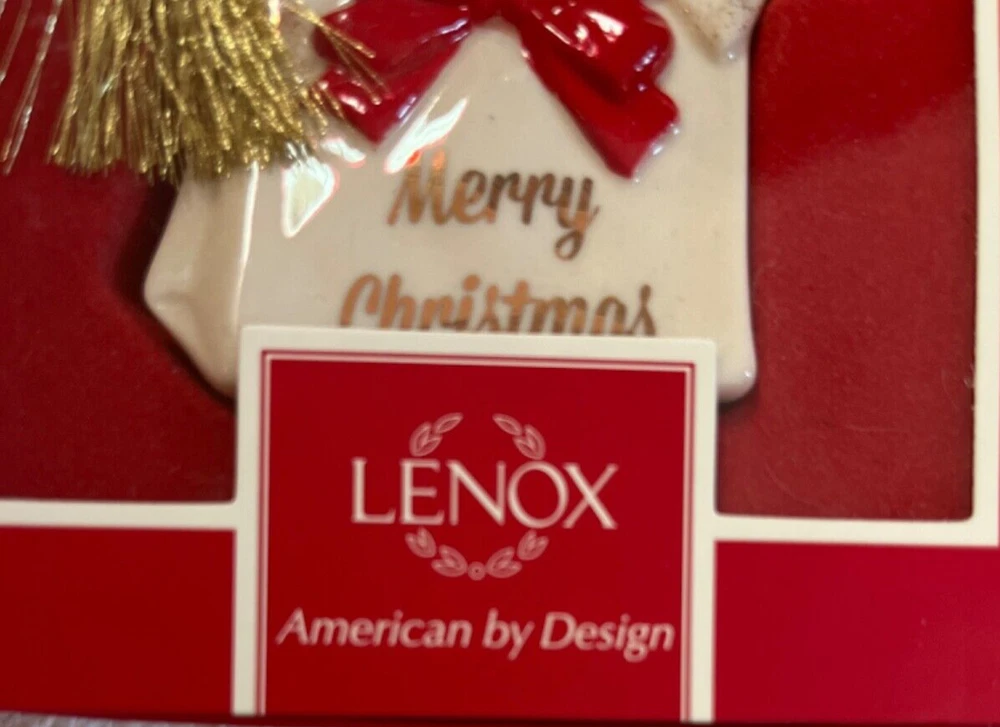 Merry
Christmas
LENOX
American by Design